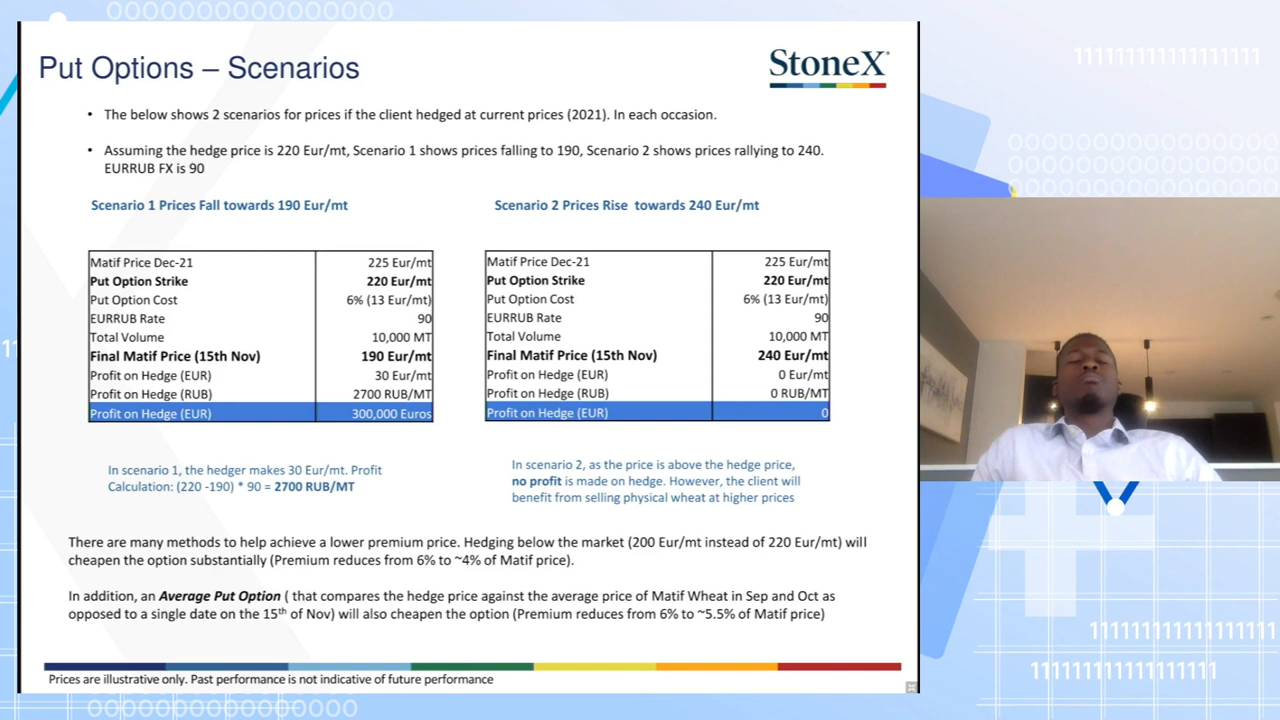 Put Options – Scenarios
StoneX®
• The below shows 2 scenarios for prices if the client hedged at current prices (2021). In each occasion.
• Assuming the hedge price is 220 Eur/mt, Scenario 1 shows prices falling to 190, Scenario 2 shows prices rallying to 240.
EURRUB FX is 90
Scenario 1 Prices Fall towards 190 Eur/mt
Matif Price Dec-21 225 Eur/mt
Put Option Strike 220 Eur/mt
Put Option Cost 6% (13 Eur/mt)
EURRUB Rate 90
Total Volume 10,000 MT
Final Matif Price (15th Nov) 190 Eur/mt
Profit on Hedge (EUR) 30 Eur/mt
Profit on Hedge (RUB) 2700 RUB/MT
Profit on Hedge (EUR) 300,000 Euros
In scenario 1, the hedger makes 30 Eur/mt. Profit
Calculation: (220 -190) * 90 = 2700 RUB/MT
Scenario 2 Prices Rise towards 240 Eur/mt
Matif Price Dec-21 225 Eur/mt
Put Option Strike 220 Eur/mt
Put Option Cost 6% (13 Eur/mt)
EURRUB Rate 90
Total Volume 10,000 MT
Final Matif Price (15th Nov) 240 Eur/mt
Profit on Hedge (EUR) 0 Eur/mt
Profit on Hedge (RUB) 0 RUB/MT
Profit on Hedge (EUR) 0
In scenario 2, as the price is above the hedge price,
no profit is made on hedge. However, the client will
benefit from selling physical wheat at higher prices
There are many methods to help achieve a lower premium price. Hedging below the market (200 Eur/mt instead of 220 Eur/mt) will
cheapen the option substantially (Premium reduces from 6% to ~4% of Matif price).
In addition, an Average Put Option ( that compares the hedge price against the average price of Matif Wheat in Sep and Oct as
opposed to a single date on the 15th of Nov) will also cheapen the option (Premium reduces from 6% to ~5.5% of Matif price)
Prices are illustrative only. Past performance is not indicative of future performance